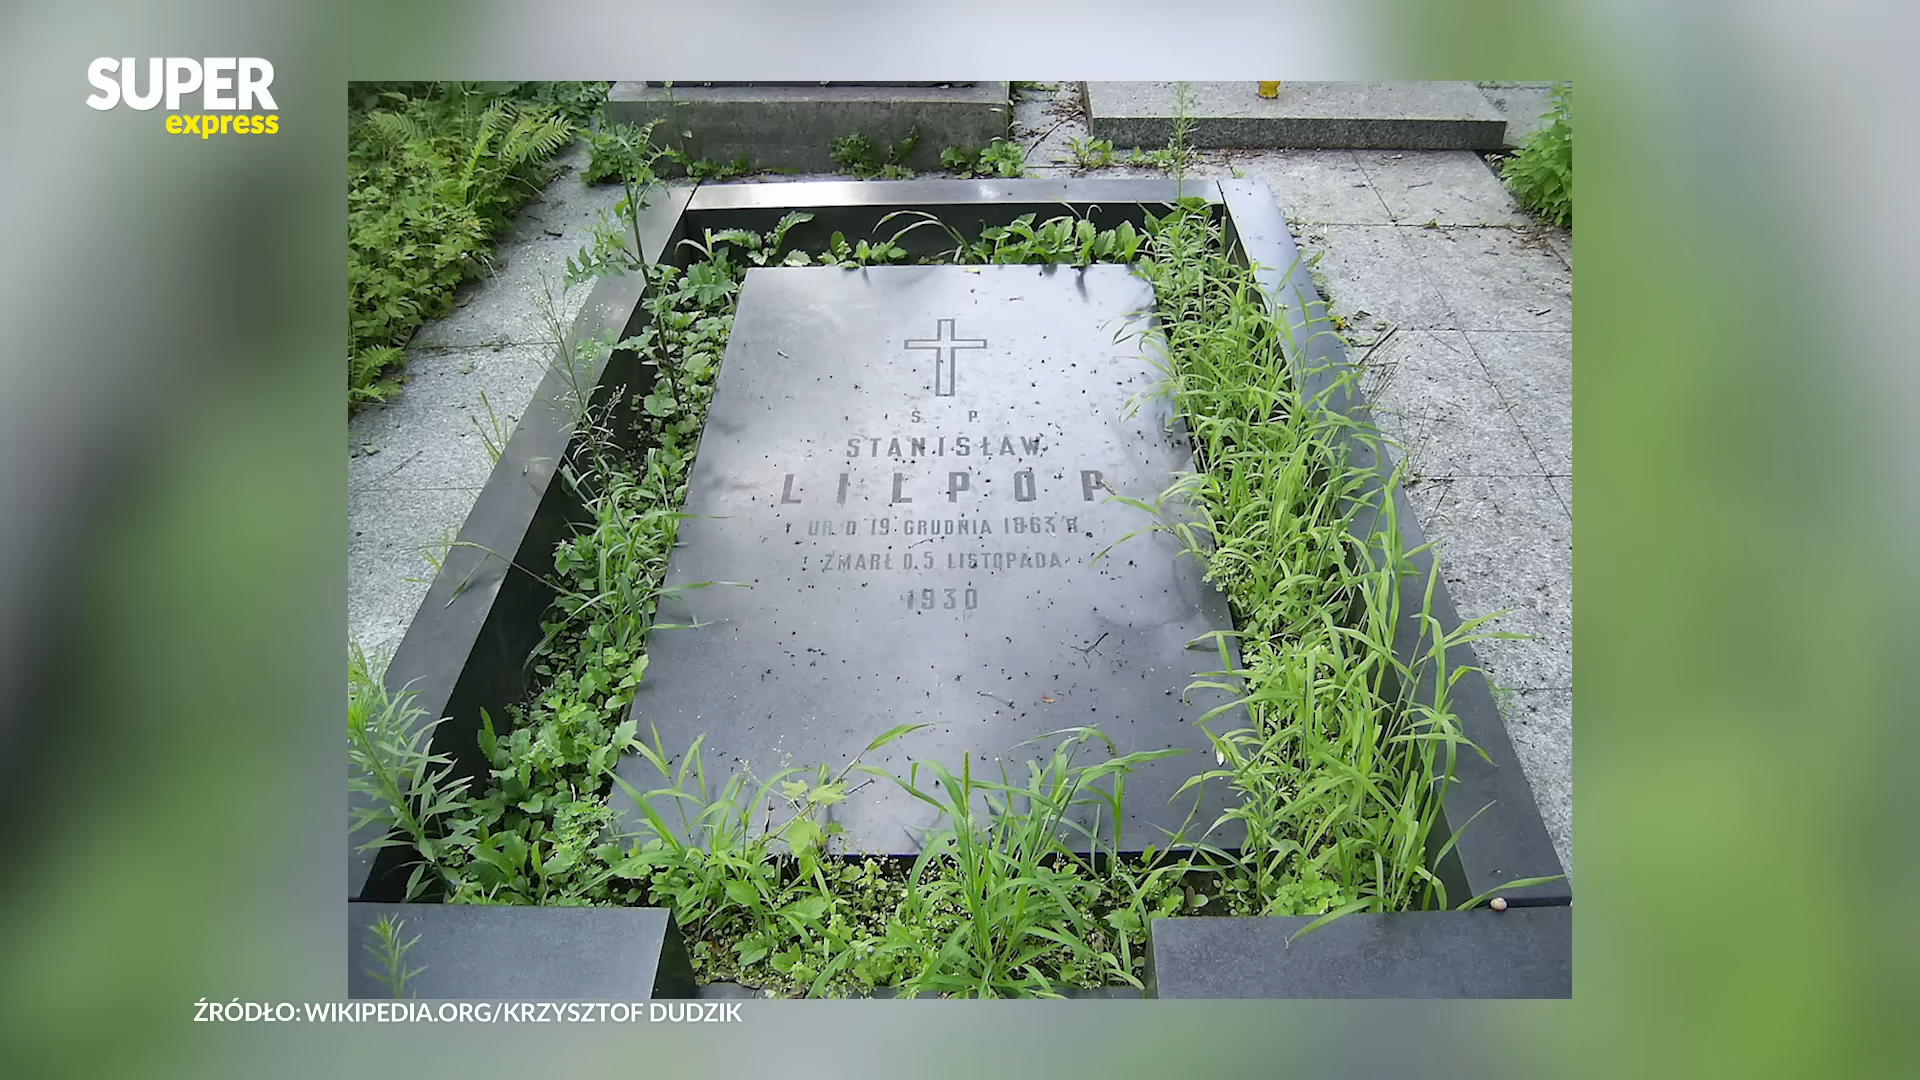 SUPER
express
Ś P
STANISŁAW
LILPOP
UR. D. 19 GRUDNIA 1863 R.
ZMARŁ D. 5 LISTOPADA
1930
ŹRÓDŁO: WIKIPEDIA.ORG/KRZYSZTOF DUDZIK